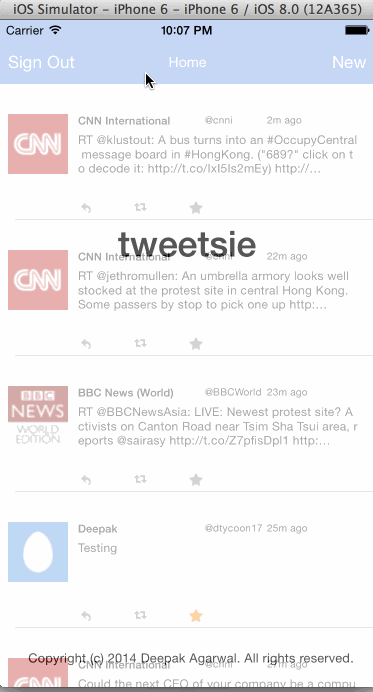 iOS Simulator - iPhone 6 - iPhone 6 / iOS 8.0 (12A365)
Carrier 10:07 PM
Sign Out Home New
CNN International @cnni 2m ago
CNN
RT @klustout: A bus turns into an #OccupyCentral
message board in #HongKong. ("689?" click on t
o decode it: http://t.co/IxI5Is2mEy) http://…
tweetsie
CNN International @cnni 22m ago
CNN
RT @jethromullen: An umbrella armory looks well
stocked at the protest site in central Hong Kong.
Some passers by stop to pick one up http:…
BBC News (World) @BBCWorld 23m ago
BBC
NEWS
WORLD
EDITION
RT @BBCNewsAsia: LIVE: Newest protest site? A
ctivists on Canton Road near Tsim Sha Tsui area, r
eports @sairasy http://t.co/Z7pfisDpl1 http:…
Deepak @dtycoon17 25m ago
Testing
Copyright (c) 2014 Deepak Agarwal. All rights reserved.
CNN International @cnni 27m ago
CNN
Could the next CEO of your company be a compu